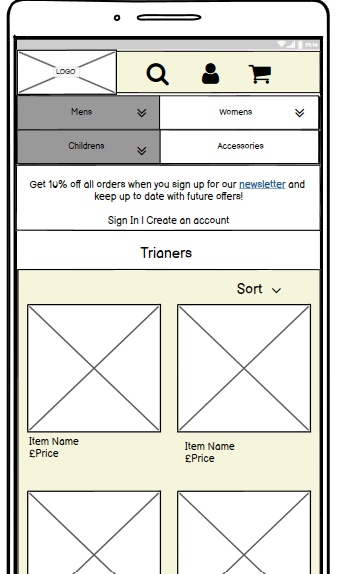 LOGO
Mens
Womens
Childrens
Accessories
Get 10% off all orders when you sign up for our newsletter and
keep up to date with future offers!
Sign In | Create an account
Trianers
Sort
Item Name
£Price
Item Name
£Price